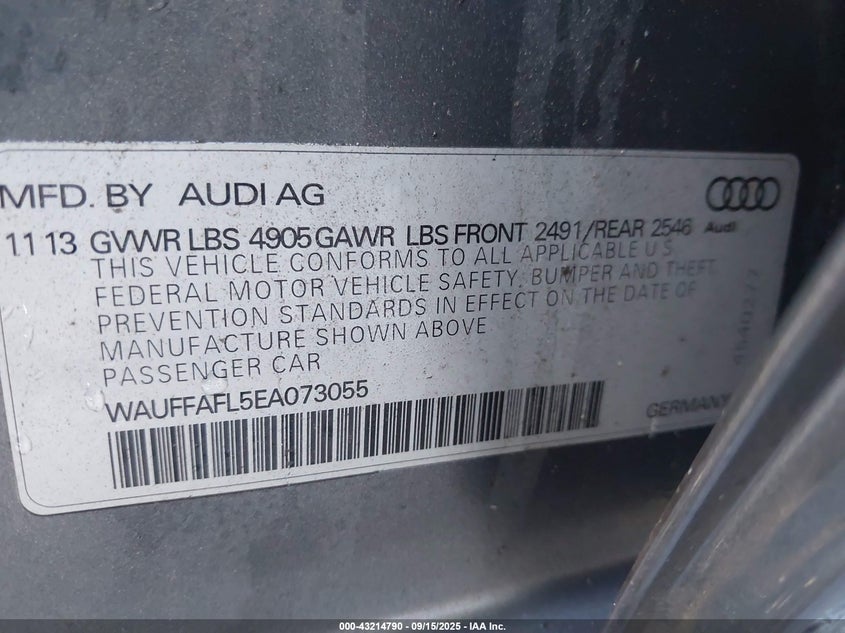 MFD. BY AUDI AG
11 13 GVWR LBS 4905 GAWR LBS FRONT 2491/REAR 2546
Audi
THIS VEHICLE CONFORMS TO ALL APPLICABLE U.S.
FEDERAL MOTOR VEHICLE SAFETY, BUMPER AND THEFT
PREVENTION STANDARDS IN EFFECT ON THE DATE OF
MANUFACTURE SHOWN ABOVE
PASSENGER CAR
WAUFFAFL5EA073055
GERMANY
000-43214790 - 09/15/2025 - IAA Inc.